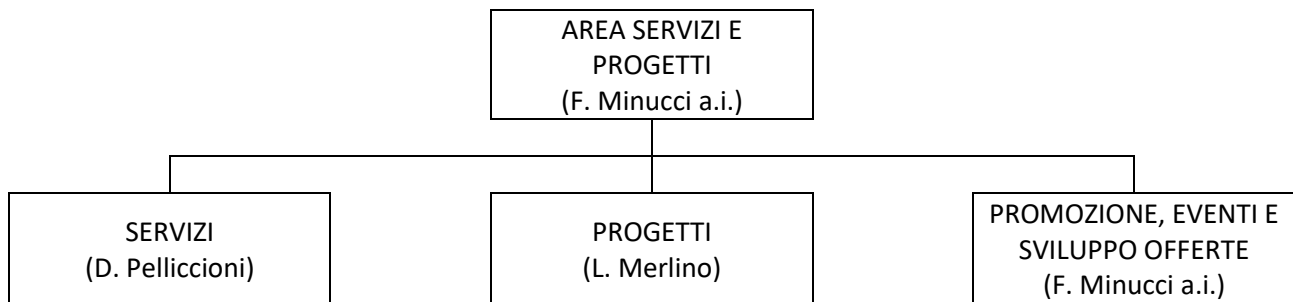 AREA SERVIZI E
PROGETTI
(F. Minucci a.i.)
SERVIZI
(D. Pelliccioni)
PROGETTI
(L. Merlino)
PROMOZIONE, EVENTI E
SVILUPPO OFFERTE
(F. Minucci a.i.)